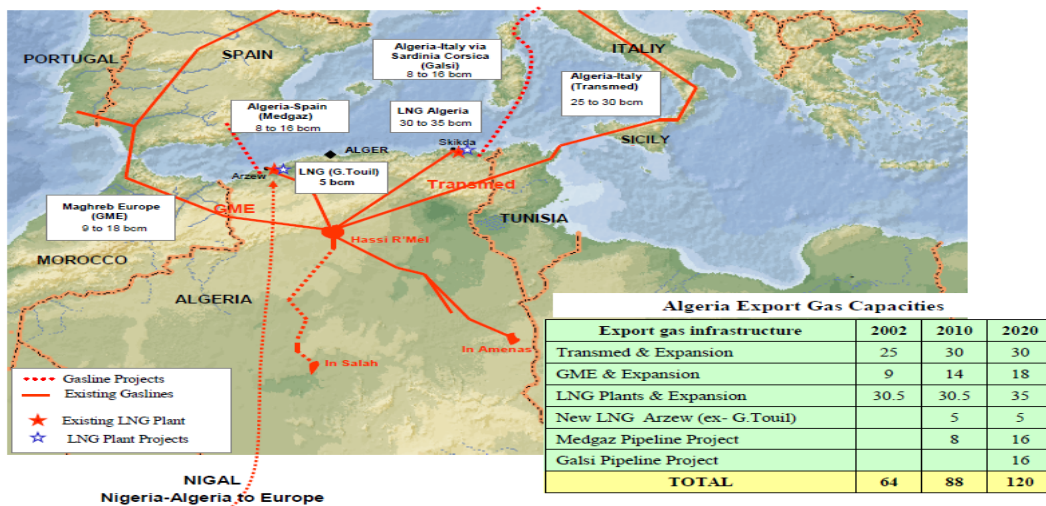 PORTUGAL
SPAIN
ITALIY
Algeria-Italy via
Sardinia Corsica
(Galsi)
8 to 16 bcm
Algeria-Italy
(Transmed)
25 to 30 bcm
Algeria-Spain
(Medgaz)
8 to 16 bcm
LNG Algeria
30 to 35 bcm
SICILY
ALGER
Skikda
Arzew
LNG (G.Touil)
5 bcm
Transmed
Maghreb Europe
(GME)
9 to 18 bcm
GME
TUNISIA
Hassi R'Mel
MOROCCO
ALGERIA
In Amenas
In Salah
Gasline Projects
Existing Gaslines
Existing LNG Plant
LNG Plant Projects
NIGAL
Nigeria-Algeria to Europe
Algeria Export Gas Capacities
Export gas infrastructure 2002 2010 2020
Transmed & Expansion 25 30 30
GME & Expansion 9 14 18
LNG Plants & Expansion 30.5 30.5 35
New LNG Arzew (ex- G.Touil) 5 5
Medgaz Pipeline Project 8 16
Galsi Pipeline Project 16
TOTAL 64 88 120